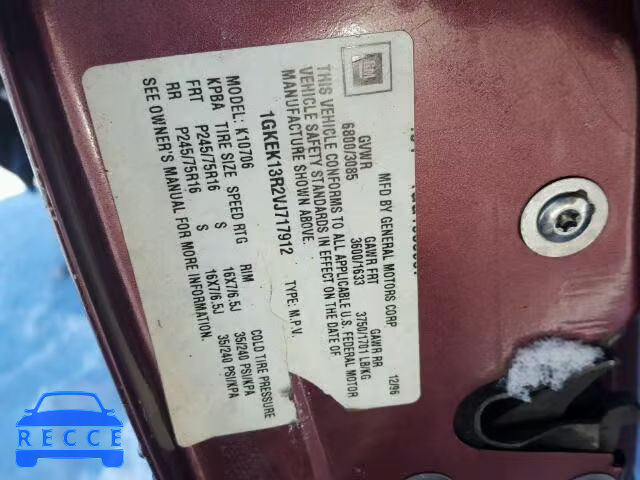 GM
MFD BY GENERAL MOTORS CORP
12/96
GVWR GAWR FRT GAWR RR
6800/3085 3600/1633 3750/1701 LB/KG
THIS VEHICLE CONFORMS TO ALL APPLICABLE U.S. FEDERAL MOTOR
VEHICLE SAFETY STANDARDS IN EFFECT ON THE DATE OF
MANUFACTURE SHOWN ABOVE.
1GKEK13R2VJ717912 TYPE: M.P.V.
MODEL: K10706
KPBA TIRE SIZE SPEED RTG RIM COLD TIRE PRESSURE
FRT P245/75R16 S 16X7/6.5J 35/240 PSI/KPA
RR P245/75R16 S 16X7/6.5J 35/240 PSI/KPA
SEE OWNER'S MANUAL FOR MORE INFORMATION.
RECCE